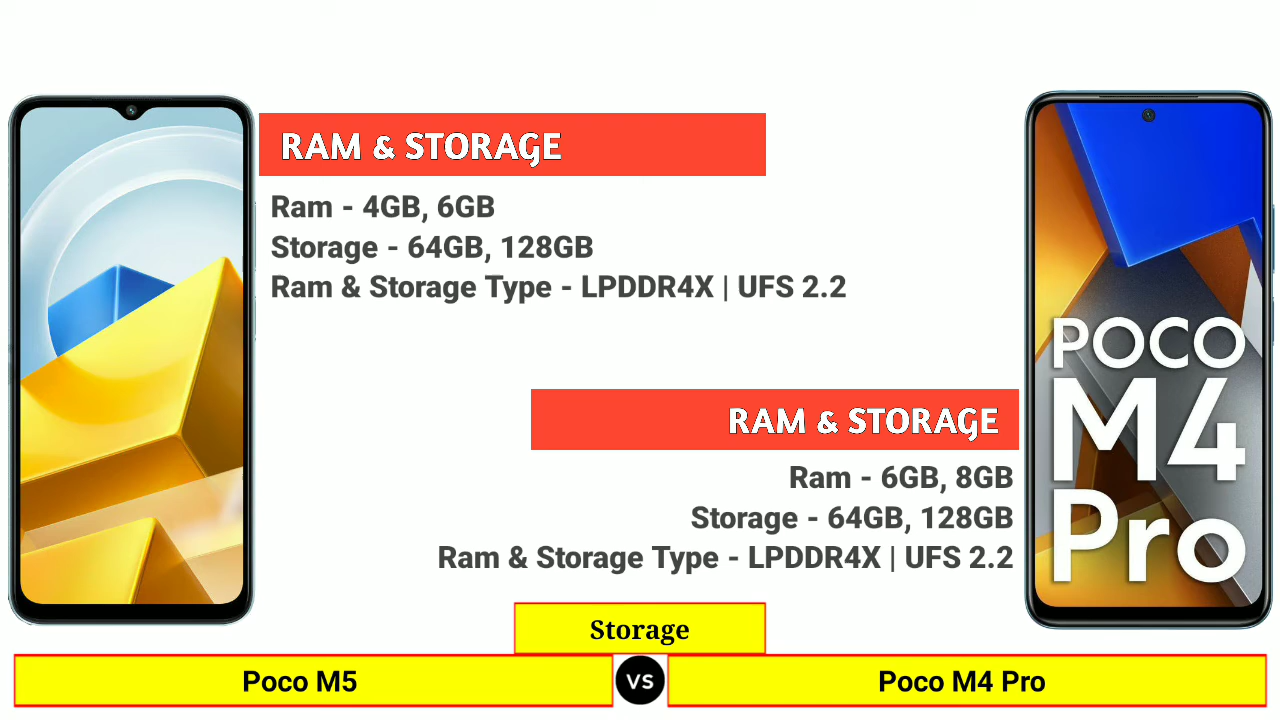 RAM & STORAGE
Ram - 4GB, 6GB
Storage - 64GB, 128GB
Ram & Storage Type - LPDDR4X | UFS 2.2
RAM & STORAGE
Ram - 6GB, 8GB
Storage - 64GB, 128GB
Ram & Storage Type - LPDDR4X | UFS 2.2
POCO
M4
Pro
Storage
Poco M5
VS
Poco M4 Pro